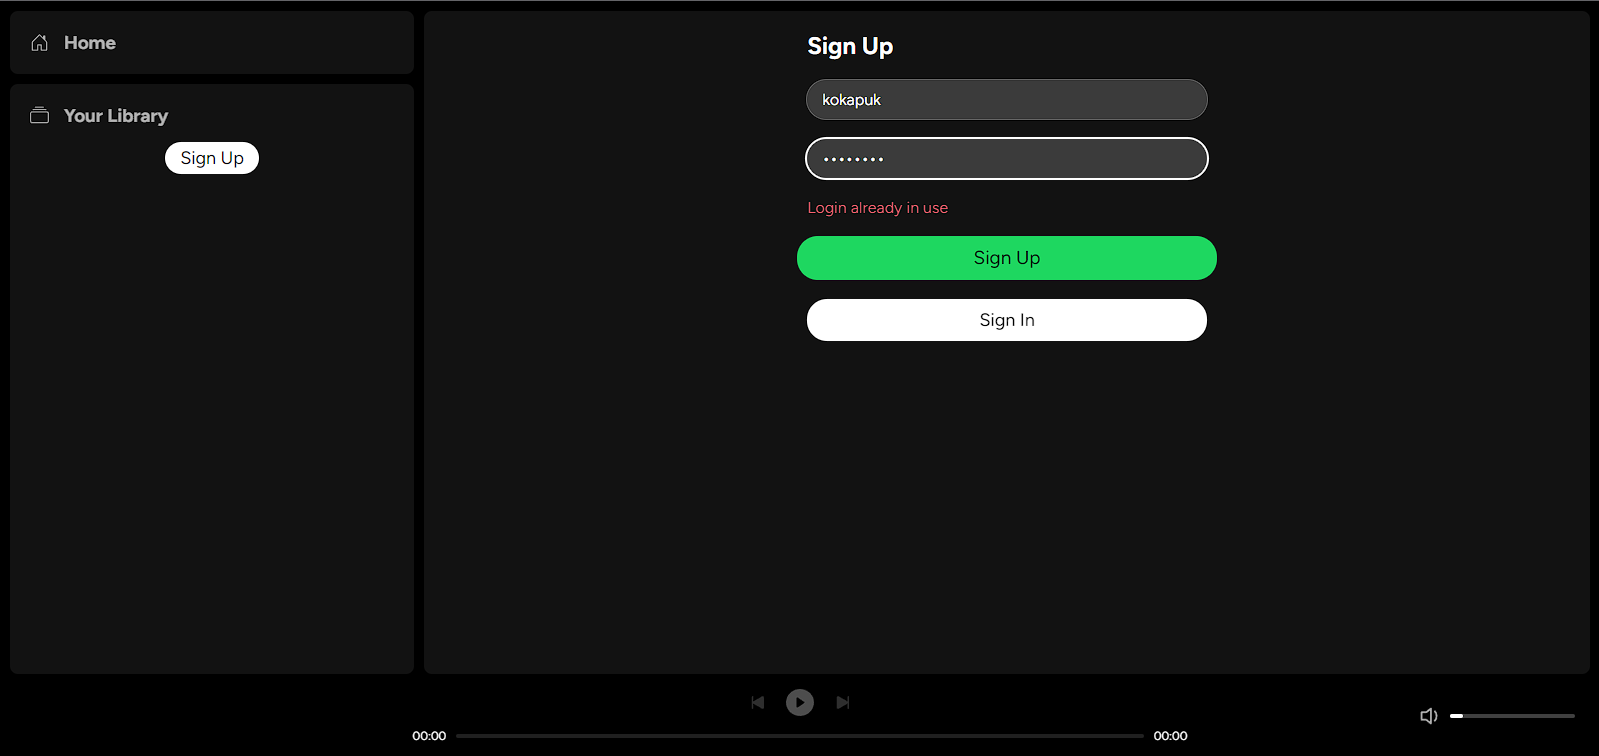 Home
Your Library
Sign Up
Sign Up
kokapuk
••••••••
Login already in use
Sign Up
Sign In
00:00
00:00